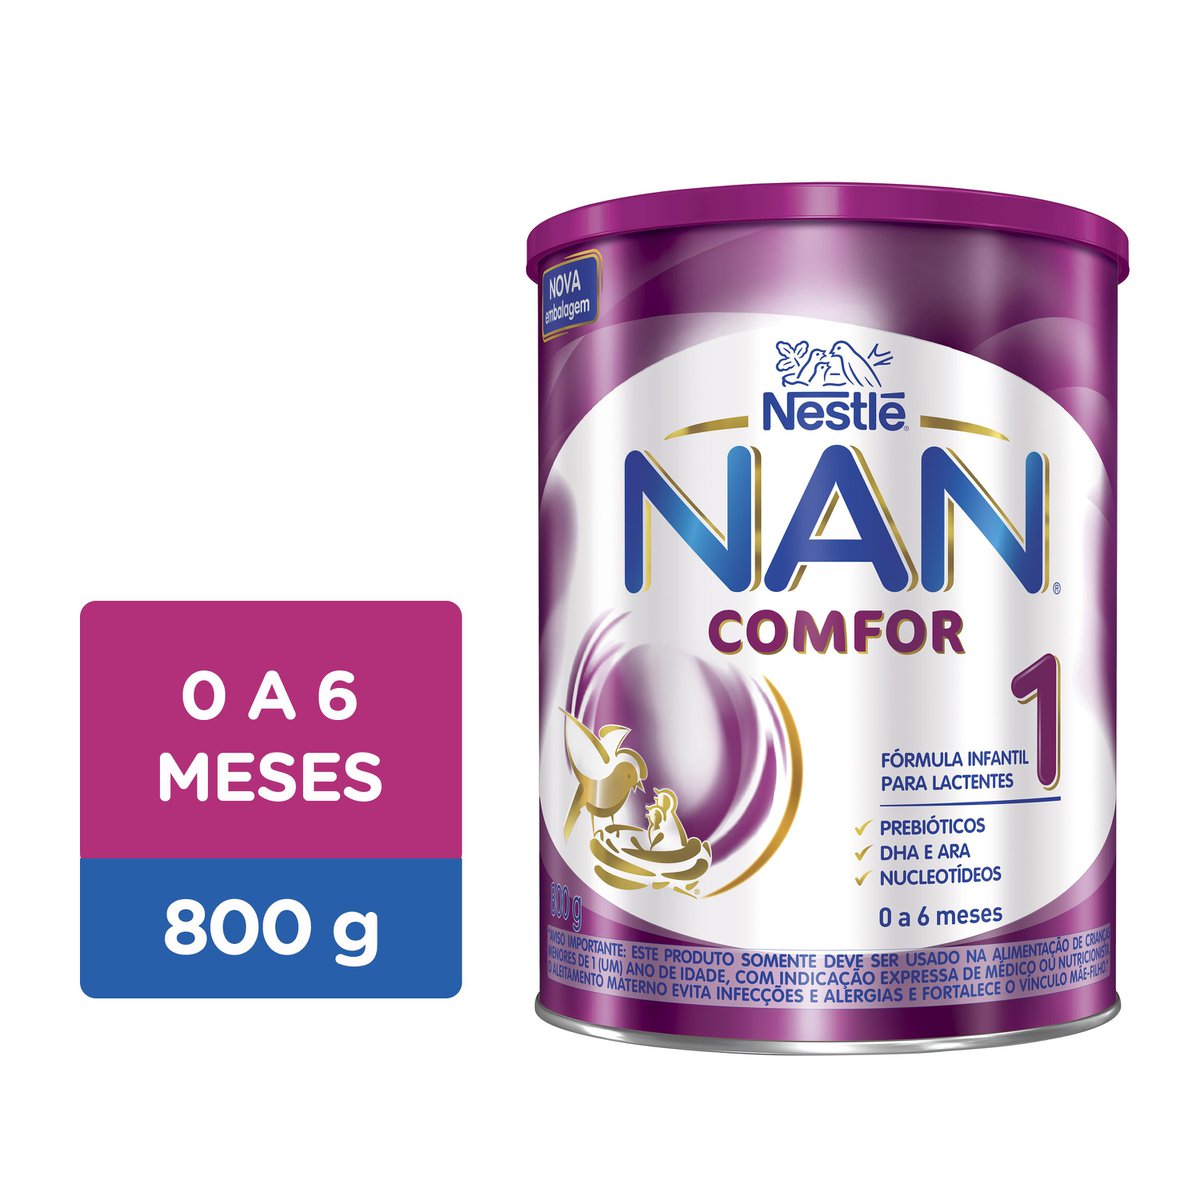 0 A 6
MESES
800 g
NOVA
embalagem
Nestlé
NAN®
COMFOR
1
FÓRMULA INFANTIL
PARA LACTENTES
PREBIÓTICOS
DHA E ARA
NUCLEOTÍDEOS
0 a 6 meses
800 g
"AVISO IMPORTANTE: ESTE PRODUTO SOMENTE DEVE SER USADO NA ALIMENTAÇÃO DE CRIANÇAS
MENORES DE 1 (UM) ANO DE IDADE, COM INDICAÇÃO EXPRESSA DE MÉDICO OU NUTRICIONISTA.
O ALEITAMENTO MATERNO EVITA INFECÇÕES E ALERGIAS E FORTALECE O VÍNCULO MÃE-FILHO."